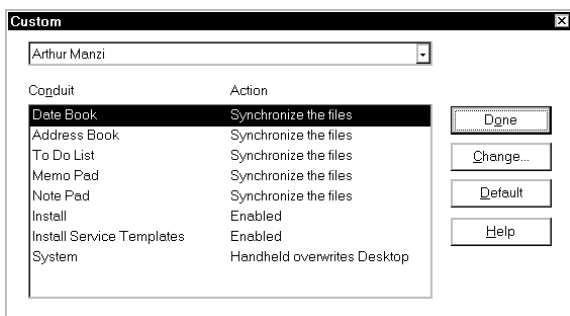 Custom
Arthur Manzi
Conduit Action
Date Book Synchronize the files
Address Book Synchronize the files
To Do List Synchronize the files
Memo Pad Synchronize the files
Note Pad Synchronize the files
Install Enabled
Install Service Templates Enabled
System Handheld overwrites Desktop
Done
Change...
Default
Help